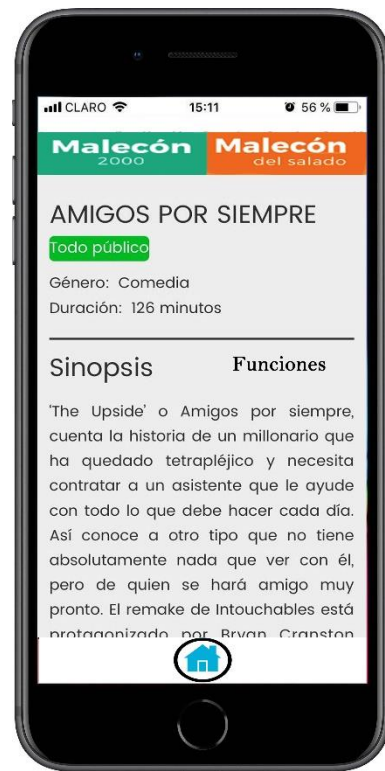 CLARO 15:11 56 %
Malecón Malecón
2000 del salado
AMIGOS POR SIEMPRE
Todo público
Género: Comedia
Duración: 126 minutos
Sinopsis Funciones
'The Upside' o Amigos por siempre,
cuenta la historia de un millonario que
ha quedado tetrapléjico y necesita
contratar a un asistente que le ayude
con todo lo que debe hacer cada día.
Así conoce a otro tipo que no tiene
absolutamente nada que ver con él,
pero de quien se hará amigo muy
pronto. El remake de Intouchables está
protagonizado por Bryan Cranston